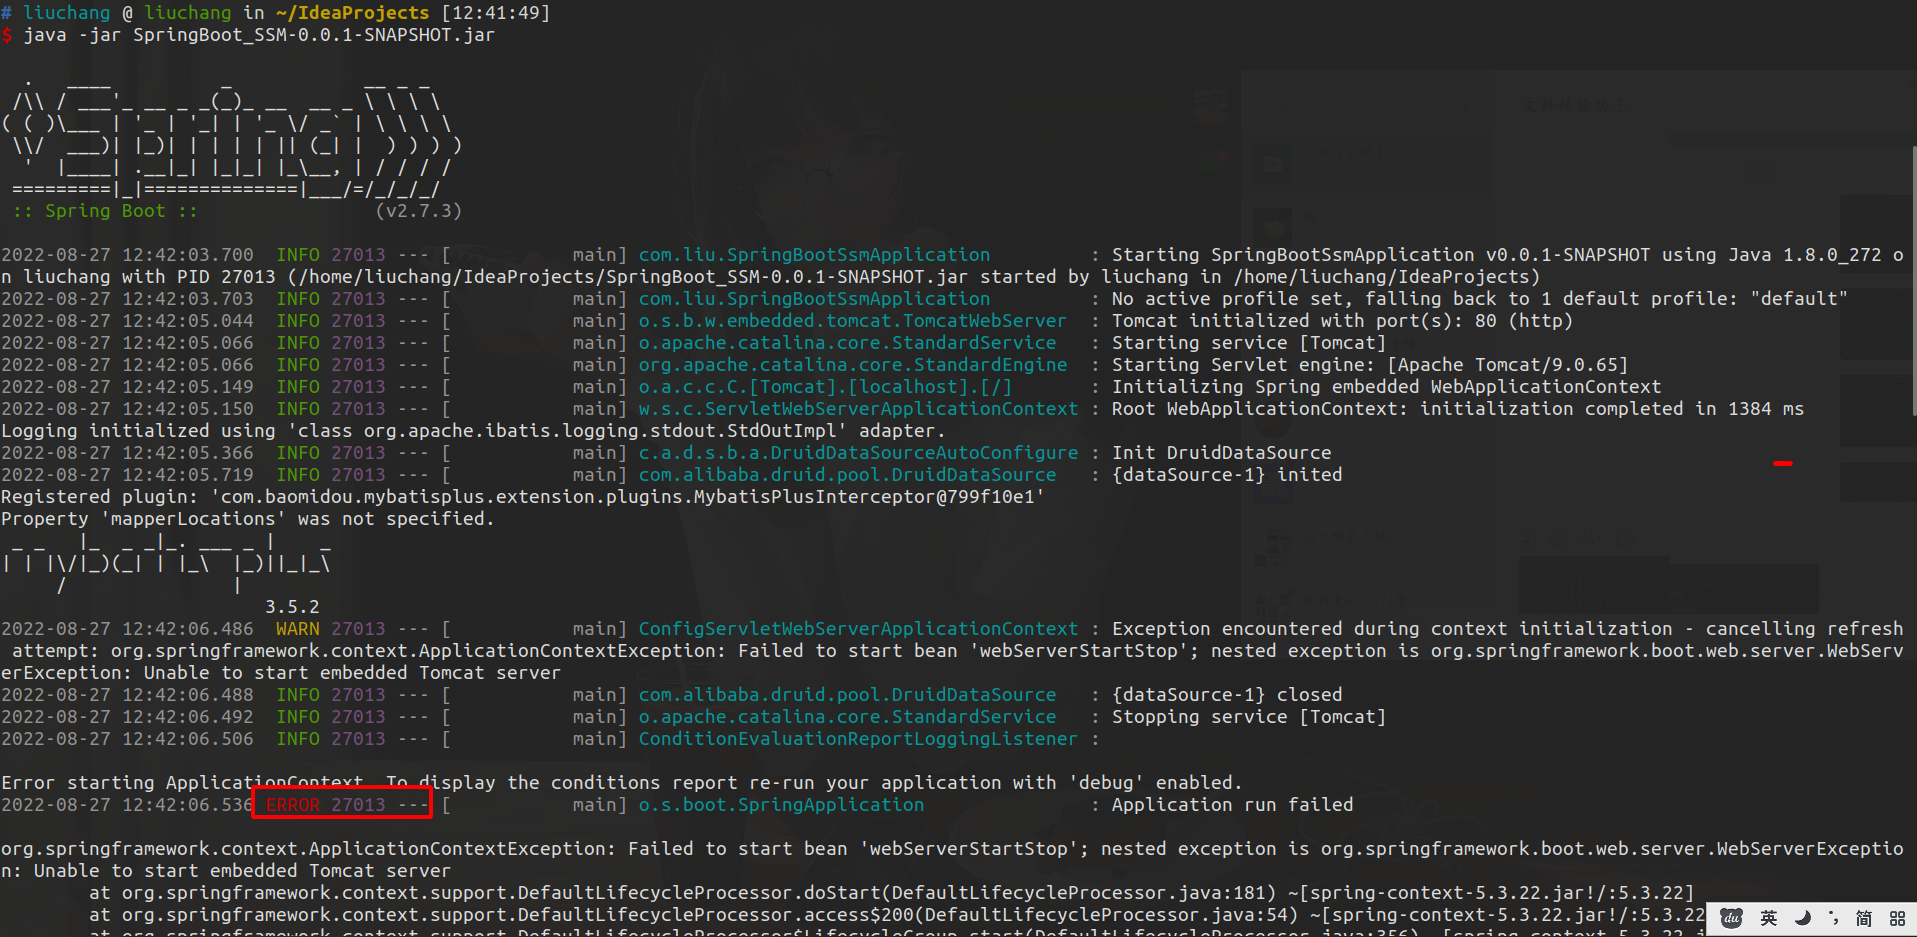 # liuchang @ liuchang in ~/IdeaProjects [12:41:49]
$ java -jar SpringBoot_SSM-0.0.1-SNAPSHOT.jar
  .   ____          _            __ _ _
 /\\ / ___'_ __ _ _(_)_ __  __ _ \ \ \ \
( ( )\___ | '_ | '_| | '_ \/ _` | \ \ \ \
 \\/  ___)| |_)| | | | | || (_| |  ) ) ) )
  '  |____| .__|_| |_|_| |_\__, | / / / /
 =========|_|==============|___/=/_/_/_/
 :: Spring Boot ::                (v2.7.3)
2022-08-27 12:42:03.700  INFO 27013 --- [           main] com.liu.SpringBootSsmApplication         : Starting SpringBootSsmApplication v0.0.1-SNAPSHOT using Java 1.8.0_272 o
n liuchang with PID 27013 (/home/liuchang/IdeaProjects/SpringBoot_SSM-0.0.1-SNAPSHOT.jar started by liuchang in /home/liuchang/IdeaProjects)
2022-08-27 12:42:03.703  INFO 27013 --- [           main] com.liu.SpringBootSsmApplication         : No active profile set, falling back to 1 default profile: "default"
2022-08-27 12:42:05.044  INFO 27013 --- [           main] o.s.b.w.embedded.tomcat.TomcatWebServer  : Tomcat initialized with port(s): 80 (http)
2022-08-27 12:42:05.066  INFO 27013 --- [           main] o.apache.catalina.core.StandardService   : Starting service [Tomcat]
2022-08-27 12:42:05.066  INFO 27013 --- [           main] org.apache.catalina.core.StandardEngine  : Starting Servlet engine: [Apache Tomcat/9.0.65]
2022-08-27 12:42:05.149  INFO 27013 --- [           main] o.a.c.c.C.[Tomcat].[localhost].[/]       : Initializing Spring embedded WebApplicationContext
2022-08-27 12:42:05.150  INFO 27013 --- [           main] w.s.c.ServletWebServerApplicationContext : Root WebApplicationContext: initialization completed in 1384 ms
Logging initialized using 'class org.apache.ibatis.logging.stdout.StdOutImpl' adapter.
2022-08-27 12:42:05.366  INFO 27013 --- [           main] c.a.d.s.b.a.DruidDataSourceAutoConfigure : Init DruidDataSource
2022-08-27 12:42:05.719  INFO 27013 --- [           main] com.alibaba.druid.pool.DruidDataSource   : {dataSource-1} inited
Registered plugin: 'com.baomidou.mybatisplus.extension.plugins.MybatisPlusInterceptor@799f10e1'
Property 'mapperLocations' was not specified.
 _ _   |_  _ _|_. ___ _ |    _
| | |\/|_)(_| | |_\  |_)||_|_\
     /               |
                        3.5.2
2022-08-27 12:42:06.486  WARN 27013 --- [           main] ConfigServletWebServerApplicationContext : Exception encountered during context initialization - cancelling refresh
 attempt: org.springframework.context.ApplicationContextException: Failed to start bean 'webServerStartStop'; nested exception is org.springframework.boot.web.server.WebServ
erException: Unable to start embedded Tomcat server
2022-08-27 12:42:06.488  INFO 27013 --- [           main] com.alibaba.druid.pool.DruidDataSource   : {dataSource-1} closed
2022-08-27 12:42:06.492  INFO 27013 --- [           main] o.apache.catalina.core.StandardService   : Stopping service [Tomcat]
2022-08-27 12:42:06.506  INFO 27013 --- [           main] ConditionEvaluationReportLoggingListener :
Error starting ApplicationContext. To display the conditions report re-run your application with 'debug' enabled.
2022-08-27 12:42:06.536 ERROR 27013 --- [           main] o.s.boot.SpringApplication               : Application run failed
org.springframework.context.ApplicationContextException: Failed to start bean 'webServerStartStop'; nested exception is org.springframework.boot.web.server.WebServerExceptio
n: Unable to start embedded Tomcat server
        at org.springframework.context.support.DefaultLifecycleProcessor.doStart(DefaultLifecycleProcessor.java:181) ~[spring-context-5.3.22.jar!/:5.3.22]
        at org.springframework.context.support.DefaultLifecycleProcessor.access$200(DefaultLifecycleProcessor.java:54) ~[spring-context-5.3.22.jar!/:5.3.22
        at org.springframework.context.support.DefaultLifecycleProcessor$LifecycleGroup.start(DefaultLifecycleProcessor.java:356) ~[spring-context-5.3.22.j
du 英 简